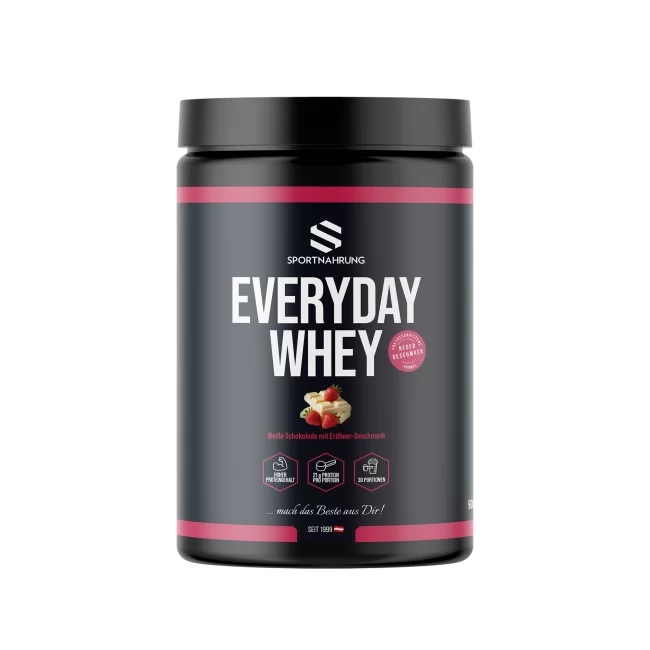 SPORTNAHRUNG
EVERYDAY
WHEY
NEUER
GESCHMACK
Weiße Schokolade mit Erdbeer-Geschmack
HOHER
PROTEINGEHALT
21 g PROTEIN
PRO PORTION
30 PORTIONEN
... mach das Beste aus Dir!
SEIT 1999